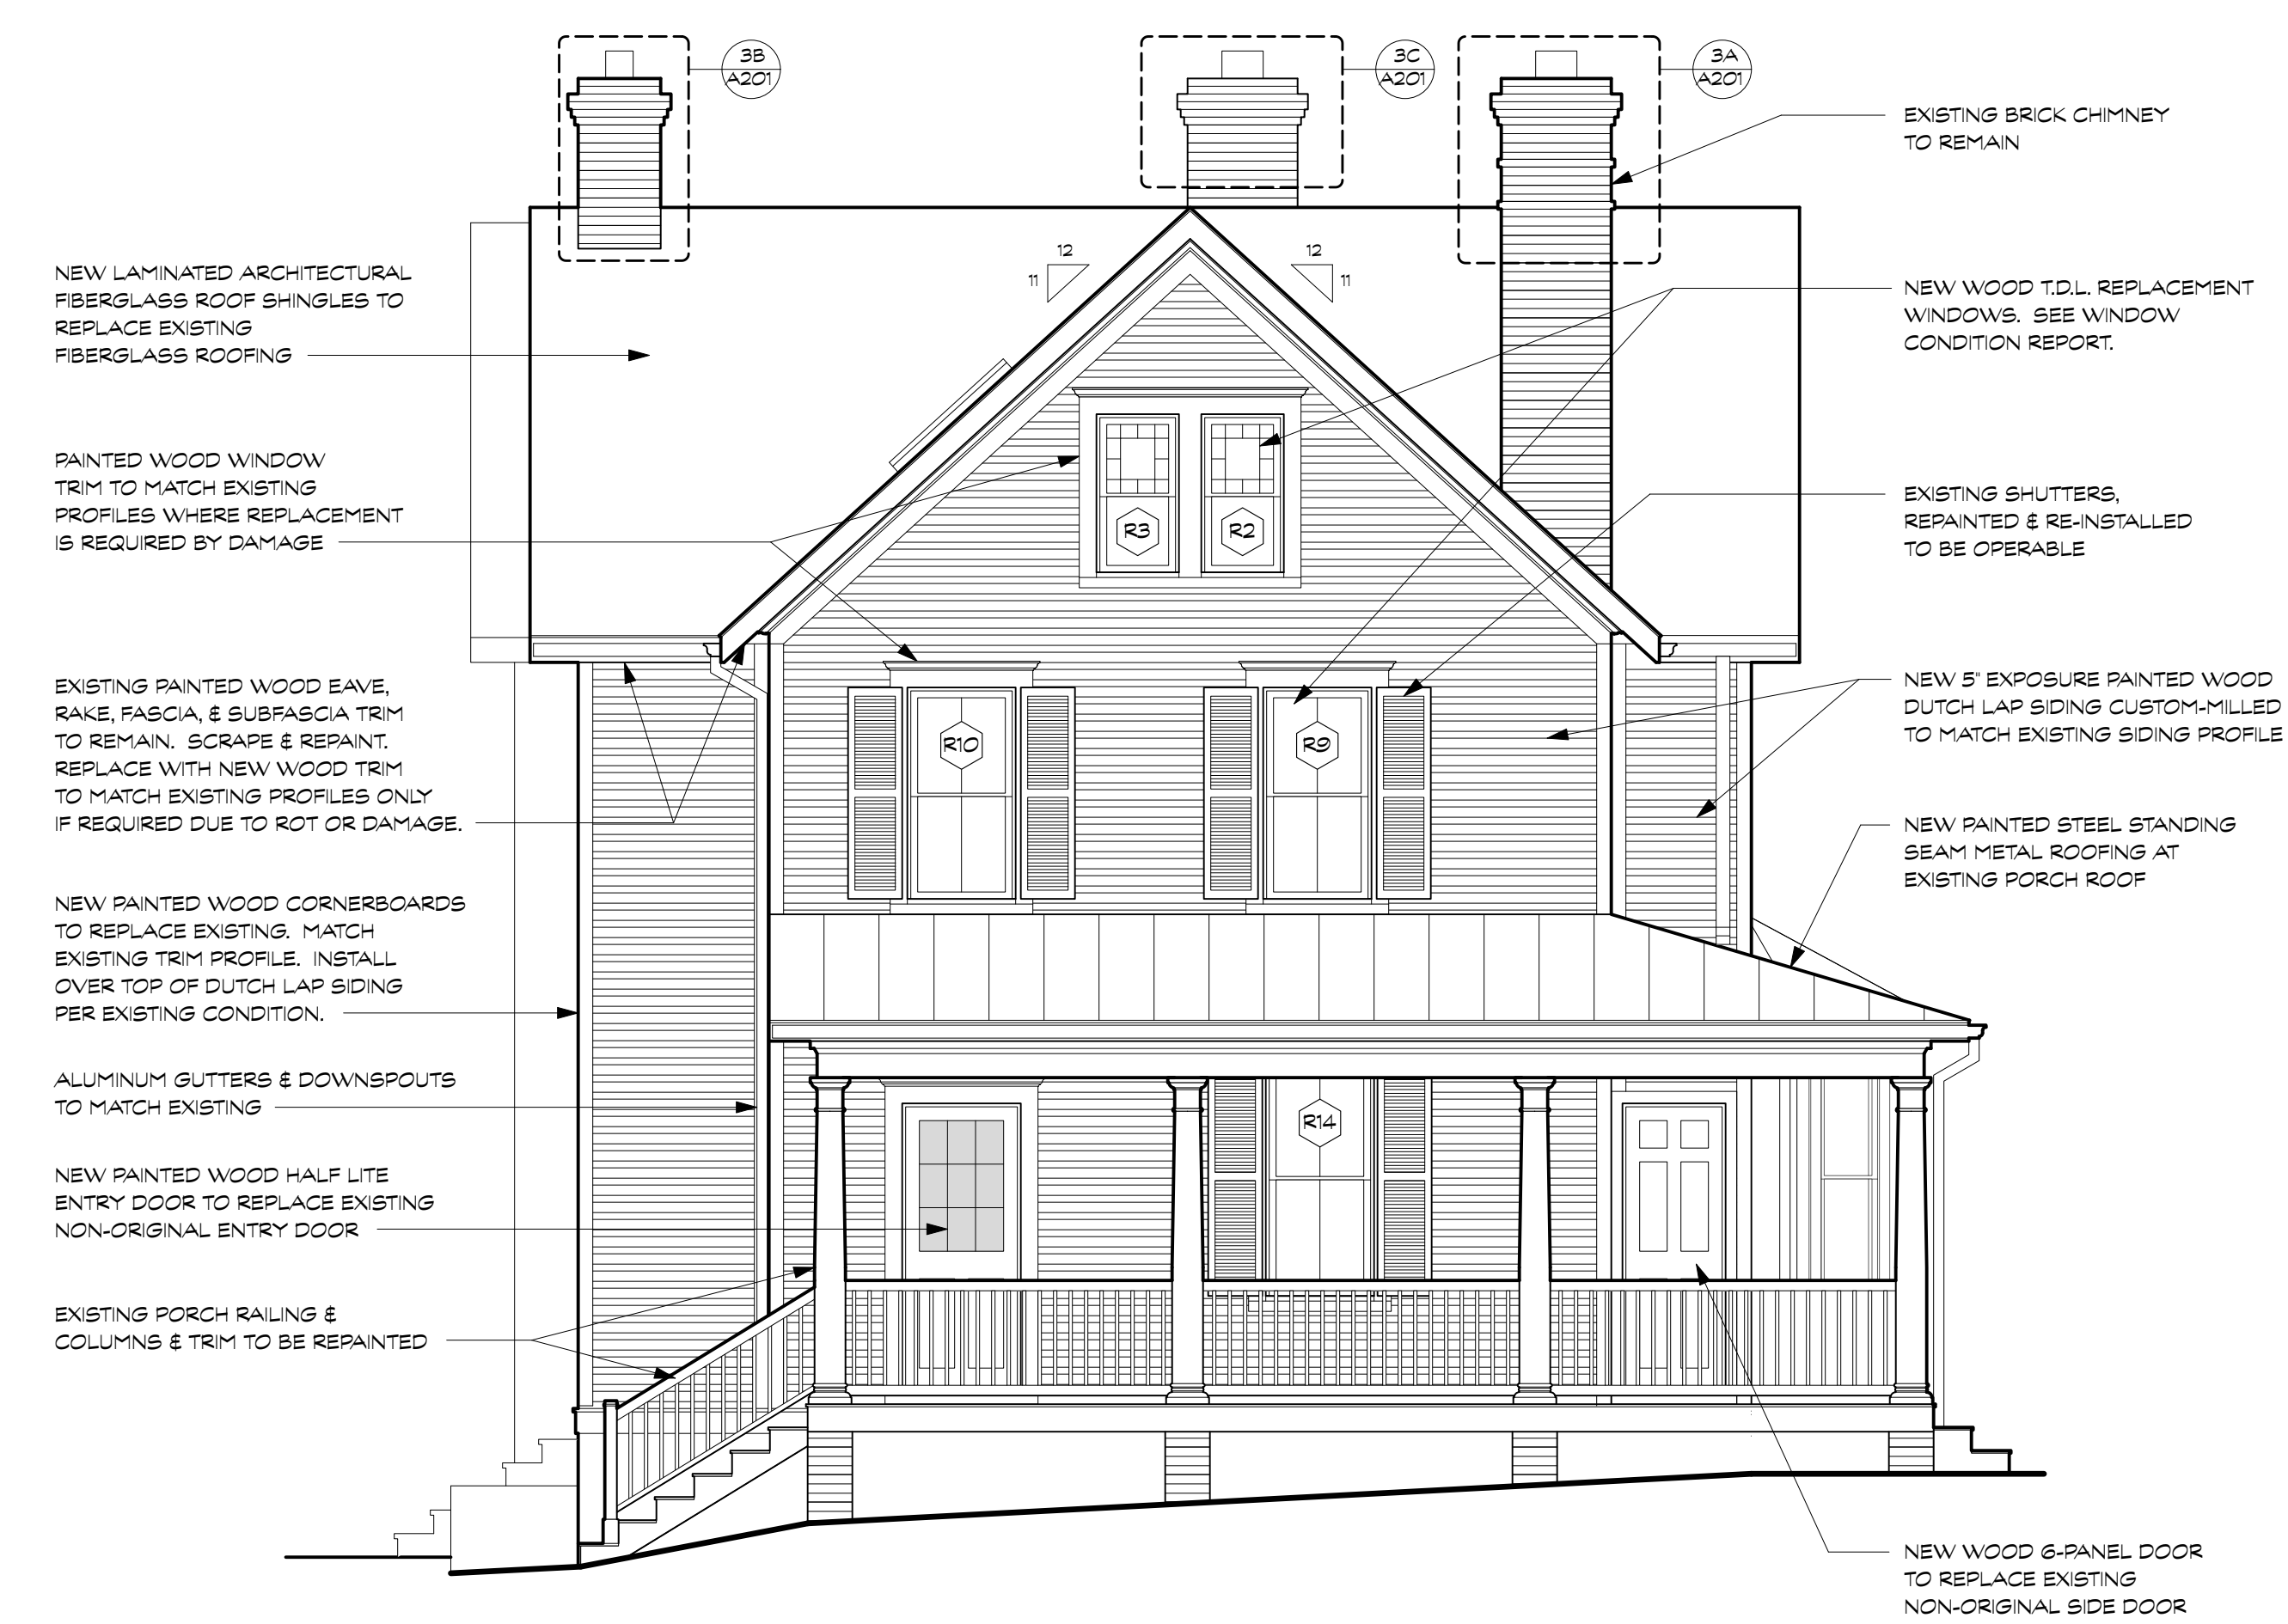 3B
A201
3C
A201
3A
A201
EXISTING BRICK CHIMNEY
TO REMAIN
12
11
12
11
NEW LAMINATED ARCHITECTURAL
FIBERGLASS ROOF SHINGLES TO
REPLACE EXISTING
FIBERGLASS ROOFING
NEW WOOD T.D.L. REPLACEMENT
WINDOWS. SEE WINDOW
CONDITION REPORT.
PAINTED WOOD WINDOW
TRIM TO MATCH EXISTING
PROFILES WHERE REPLACEMENT
IS REQUIRED BY DAMAGE
R3
R2
EXISTING SHUTTERS,
REPAINTED & RE-INSTALLED
TO BE OPERABLE
EXISTING PAINTED WOOD EAVE,
RAKE, FASCIA, & SUBFASCIA TRIM
TO REMAIN. SCRAPE & REPAINT.
REPLACE WITH NEW WOOD TRIM
TO MATCH EXISTING PROFILES ONLY
IF REQUIRED DUE TO ROT OR DAMAGE.
R10
R9
NEW 5" EXPOSURE PAINTED WOOD
DUTCH LAP SIDING CUSTOM-MILLED
TO MATCH EXISTING SIDING PROFILE
NEW PAINTED STEEL STANDING
SEAM METAL ROOFING AT
EXISTING PORCH ROOF
NEW PAINTED WOOD CORNERBOARDS
TO REPLACE EXISTING. MATCH
EXISTING TRIM PROFILE. INSTALL
OVER TOP OF DUTCH LAP SIDING
PER EXISTING CONDITION.
ALUMINUM GUTTERS & DOWNSPOUTS
TO MATCH EXISTING
R14
NEW PAINTED WOOD HALF LITE
ENTRY DOOR TO REPLACE EXISTING
NON-ORIGINAL ENTRY DOOR
EXISTING PORCH RAILING &
COLUMNS & TRIM TO BE REPAINTED
NEW WOOD 6-PANEL DOOR
TO REPLACE EXISTING
NON-ORIGINAL SIDE DOOR